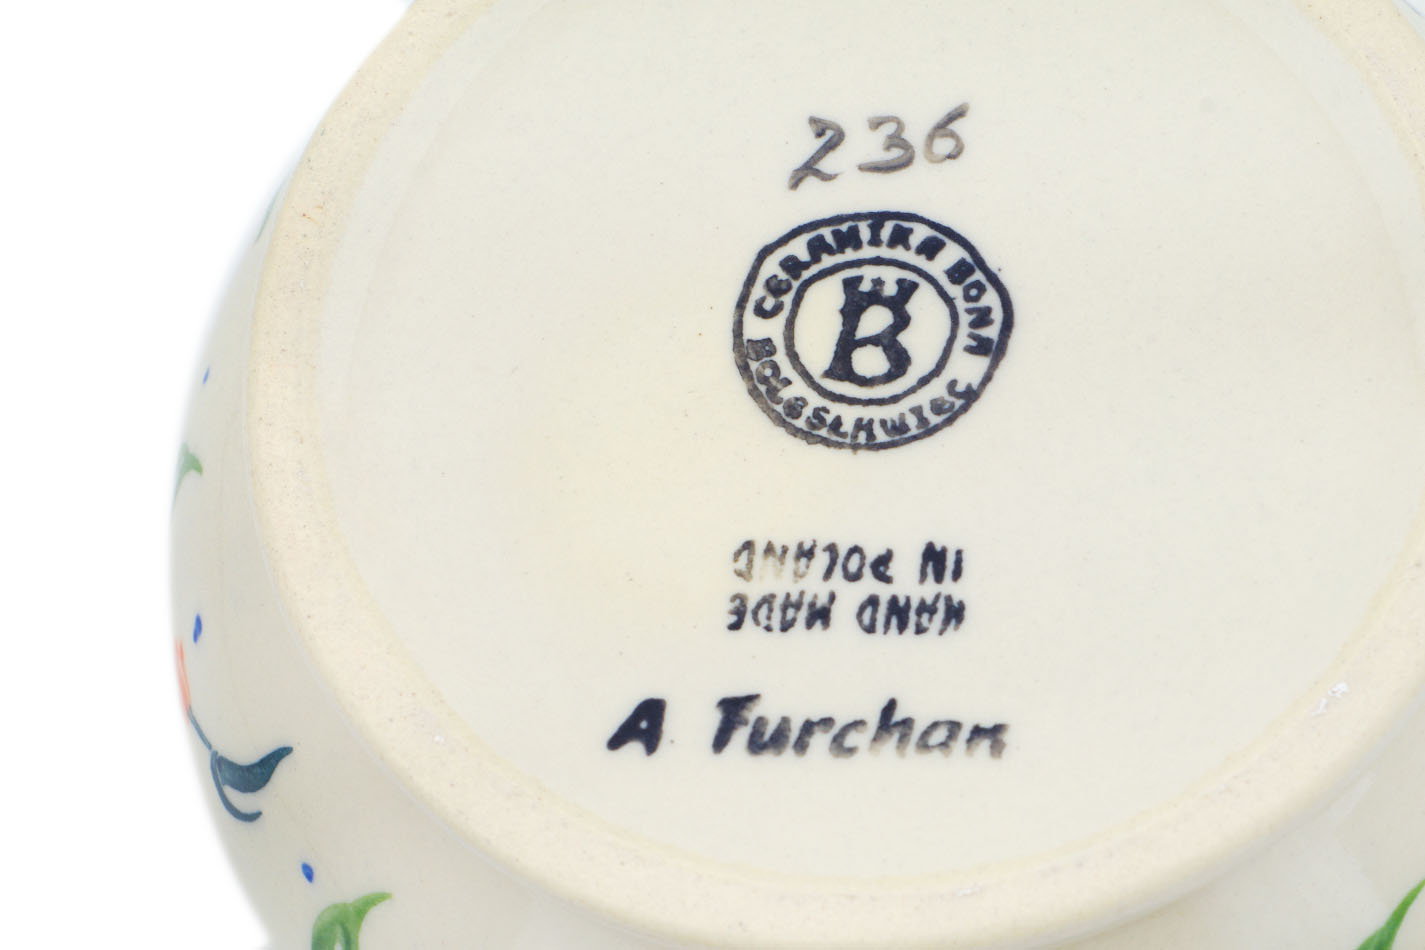 236
CERAMIKA BONA
BOLESŁAWIEC
B
HAND MADE
IN POLAND
A Furchan